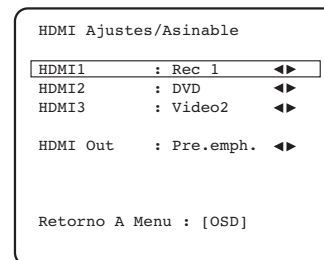 HDMI Ajustes/Asinable
HDMI1 : Rec 1 ◄►
HDMI2 : DVD ◄►
HDMI3 : Video2 ◄►
HDMI Out : Pre.emph. ◄►
Retorno A Menu : [OSD]